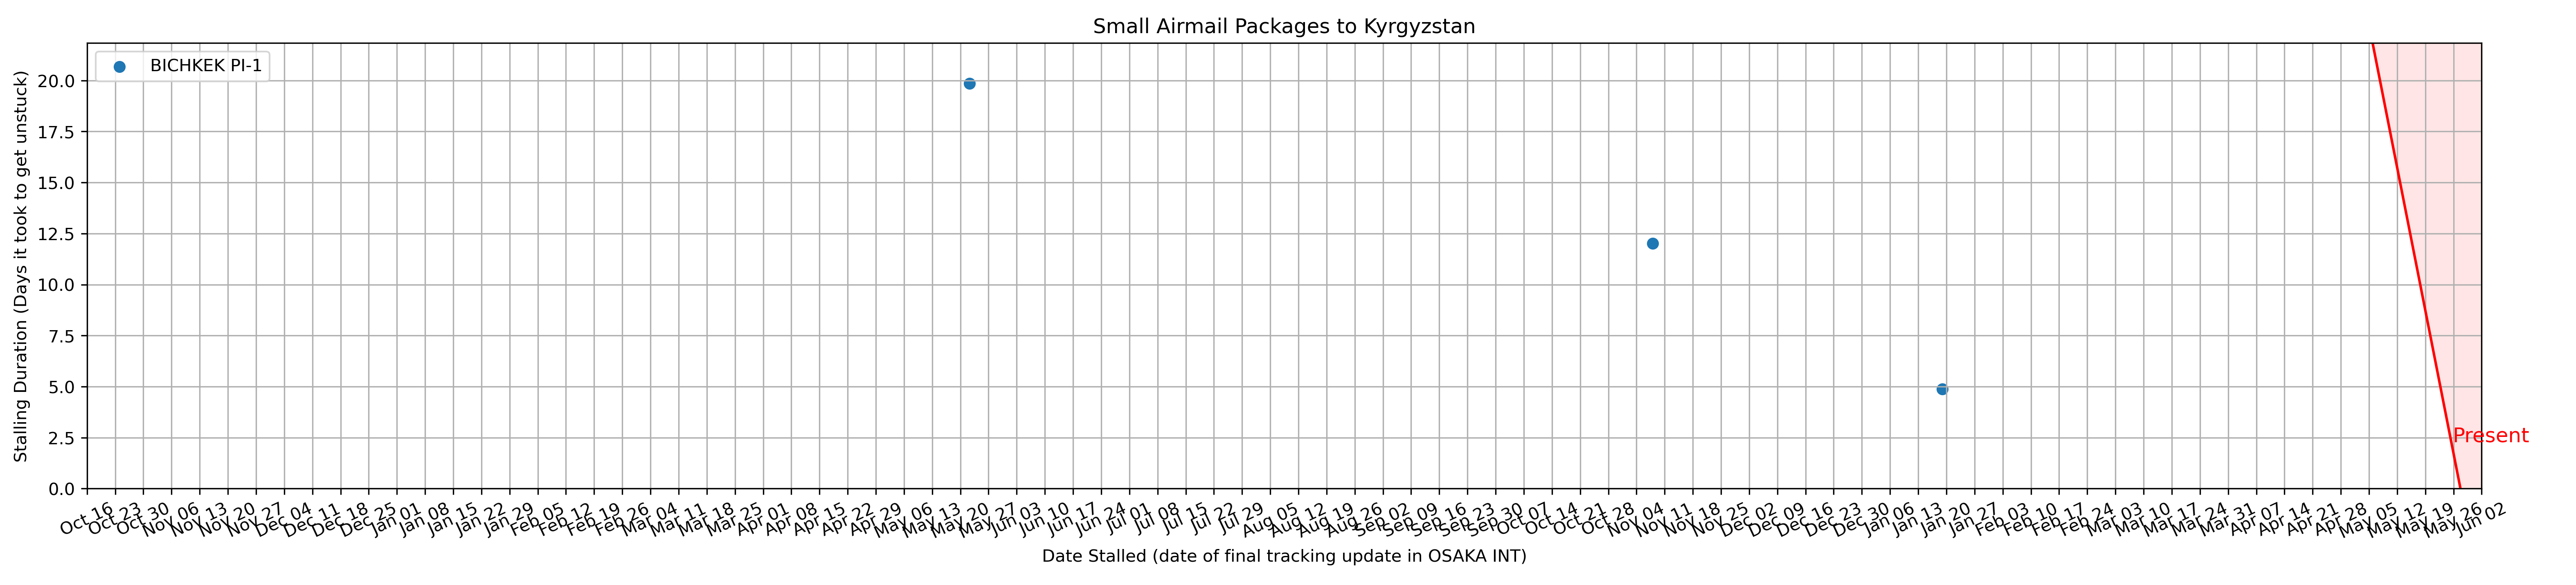 Small Airmail Packages to Kyrgyzstan
BICHKEK PI-1
Stalling Duration (Days it took to get unstuck)
20.0
17.5
15.0
12.5
10.0
7.5
5.0
2.5
0.0
Present
Oct 16
Oct 23
Oct 30
Nov 06
Nov 13
Nov 20
Nov 27
Dec 04
Dec 11
Dec 18
Dec 25
Jan 01
Jan 08
Jan 15
Jan 22
Jan 29
Feb 05
Feb 12
Feb 19
Feb 26
Mar 04
Mar 11
Mar 18
Mar 25
Apr 01
Apr 08
Apr 15
Apr 22
Apr 29
May 06
May 13
May 20
May 27
Jun 03
Jun 10
Jun 17
Jun 24
Jul 01
Jul 08
Jul 15
Jul 22
Jul 29
Aug 05
Aug 12
Aug 19
Aug 26
Sep 02
Sep 09
Sep 16
Sep 23
Sep 30
Oct 07
Oct 14
Oct 21
Oct 28
Nov 04
Nov 11
Nov 18
Nov 25
Dec 02
Dec 09
Dec 16
Dec 23
Dec 30
Jan 06
Jan 13
Jan 20
Jan 27
Feb 03
Feb 10
Feb 17
Feb 24
Mar 03
Mar 10
Mar 17
Mar 24
Mar 31
Apr 07
Apr 14
Apr 21
Apr 28
May 05
May 12
May 19
May 26
Jun 02
Date Stalled (date of final tracking update in OSAKA INT)